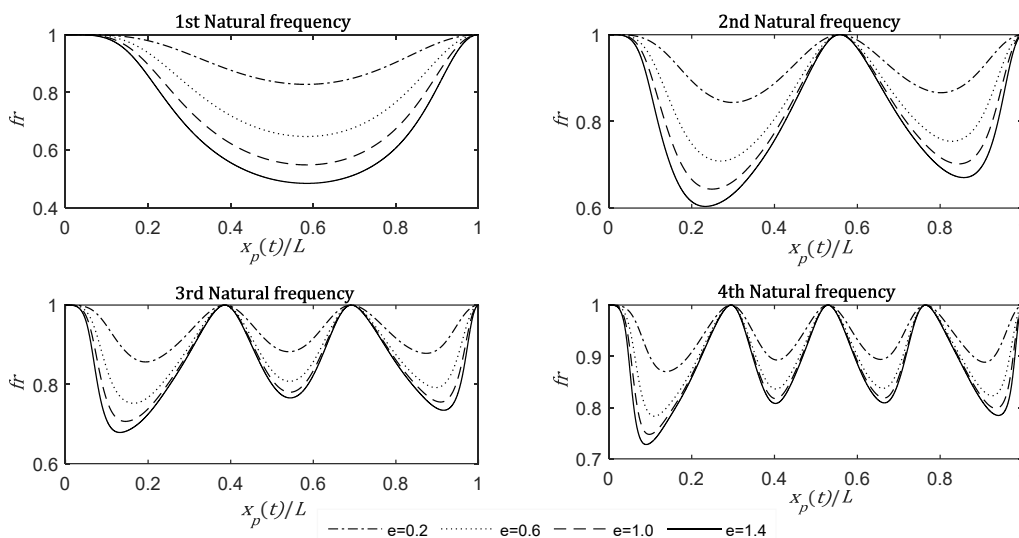 1st Natural frequency
fr
1
0.8
0.6
0.4
0 0.2 0.4 0.6 0.8 1
x_p(t)/L
2nd Natural frequency
fr
1
0.8
0.6
0 0.2 0.4 0.6 0.8 1
x_p(t)/L
3rd Natural frequency
fr
1
0.8
0.6
0 0.2 0.4 0.6 0.8 1
x_p(t)/L
4th Natural frequency
fr
1
0.9
0.8
0.7
0 0.2 0.4 0.6 0.8 1
x_p(t)/L
e=0.2 e=0.6 e=1.0 e=1.4